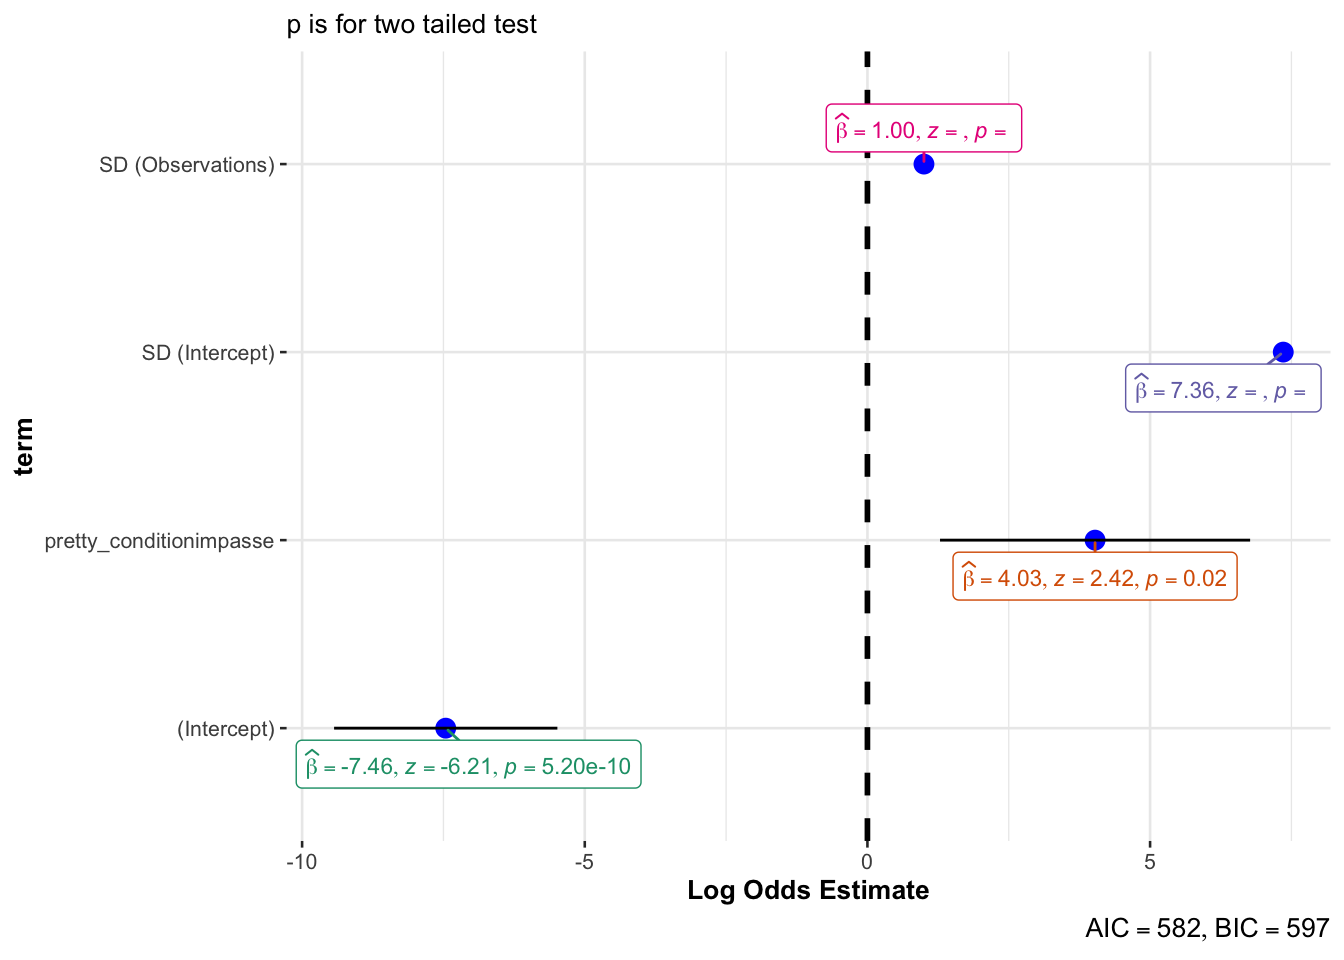 p is for two tailed test
SD (Observations)
β̂ = 1.00, z = , p =
SD (Intercept)
β̂ = 7.36, z = , p =
term
pretty_conditionimpasse
β̂ = 4.03, z = 2.42, p = 0.02
(Intercept)
β̂ = -7.46, z = -6.21, p = 5.20e-10
-10 -5 0 5
Log Odds Estimate
AIC = 582, BIC = 597